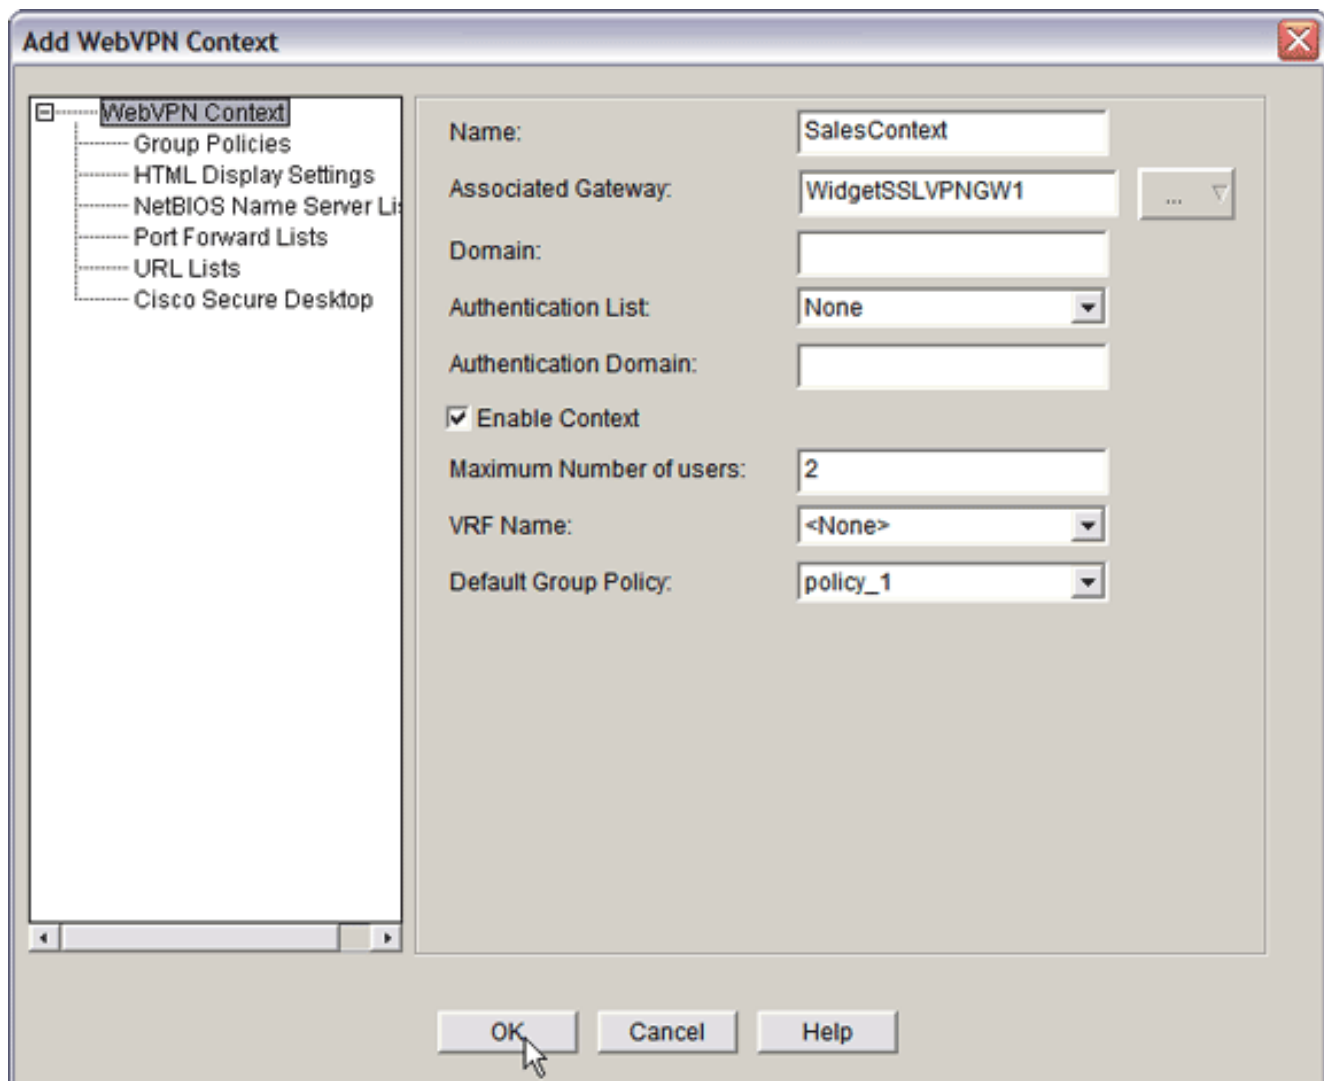 Add WebVPN Context
WebVPN Context
Group Policies
HTML Display Settings
NetBIOS Name Server Li
Port Forward Lists
URL Lists
Cisco Secure Desktop
Name: SalesContext
Associated Gateway: WidgetSSLVPNGW1 ...
Domain:
Authentication List: None
Authentication Domain:
Enable Context
Maximum Number of users: 2
VRF Name: <None>
Default Group Policy: policy_1
OK Cancel Help